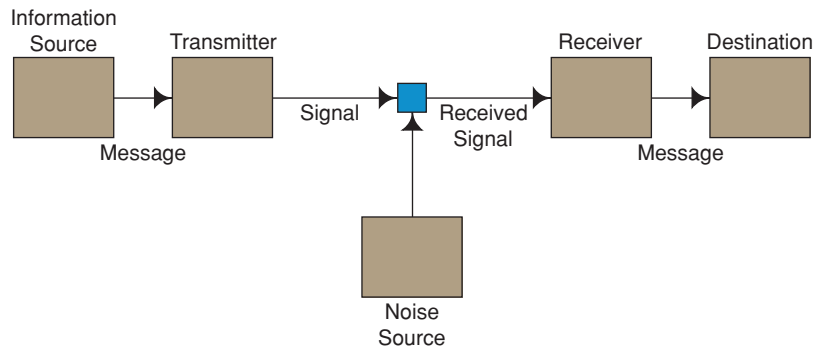 Information
Source
Transmitter
Receiver
Destination
Signal
Received
Signal
Message
Message
Noise
Source